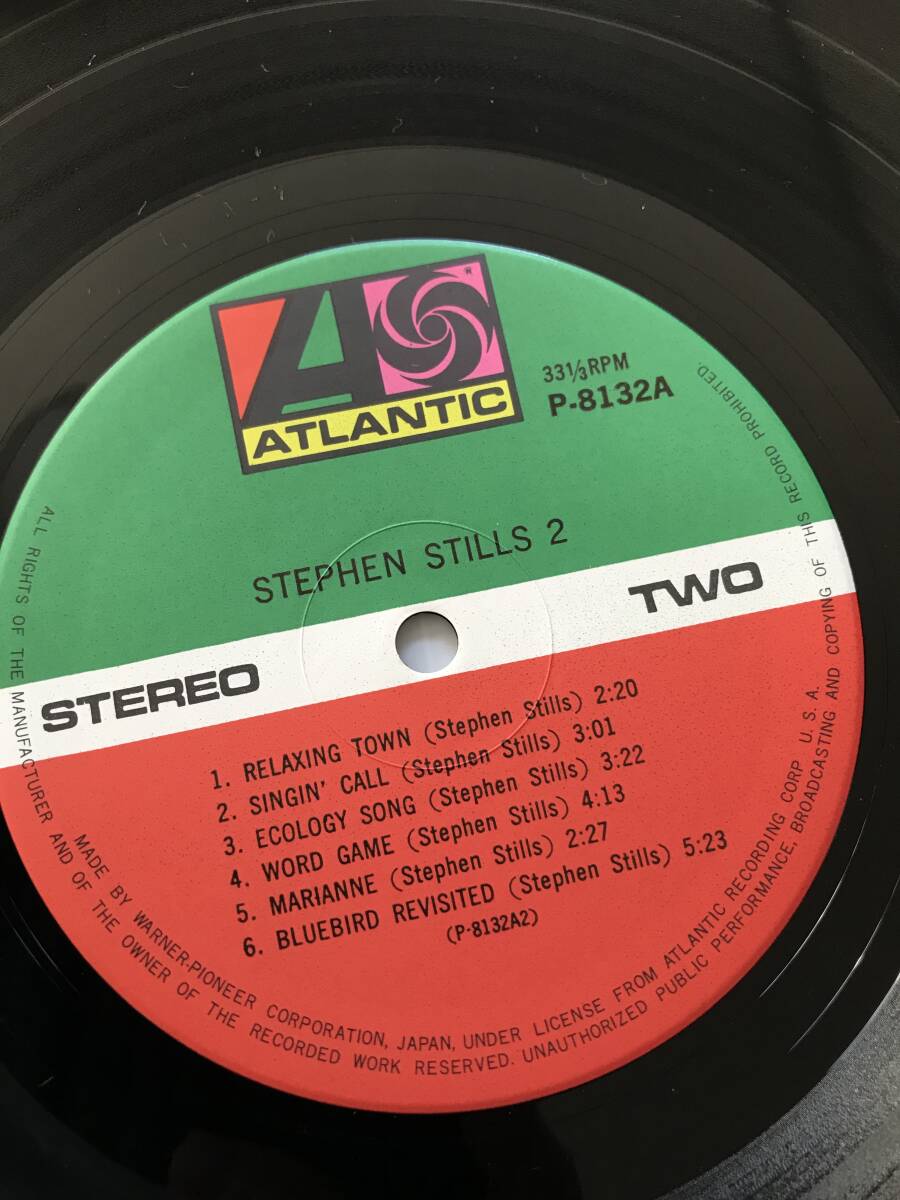 ATLANTIC
®
33⅓RPM
P-8132A
STEPHEN STILLS 2
STEREO
TWO
1. RELAXING TOWN (Stephen Stills) 2:20
2. SINGIN' CALL (Stephen Stills) 3:01
3. ECOLOGY SONG (Stephen Stills) 3:22
4. WORD GAME (Stephen Stills) 4:13
5. MARIANNE (Stephen Stills) 2:27
6. BLUEBIRD REVISITED (Stephen Stills) 5:23
(P-8132A2)
MADE BY WARNER-PIONEER CORPORATION, JAPAN, UNDER LICENSE FROM ATLANTIC RECORDING CORP U. S. A.
ALL RIGHTS OF THE MANUFACTURER AND OF THE OWNER OF THE RECORDED WORK RESERVED. UNAUTHORIZED PUBLIC PERFORMANCE, BROADCASTING AND COPYING OF THIS RECORD PROHIBITED.